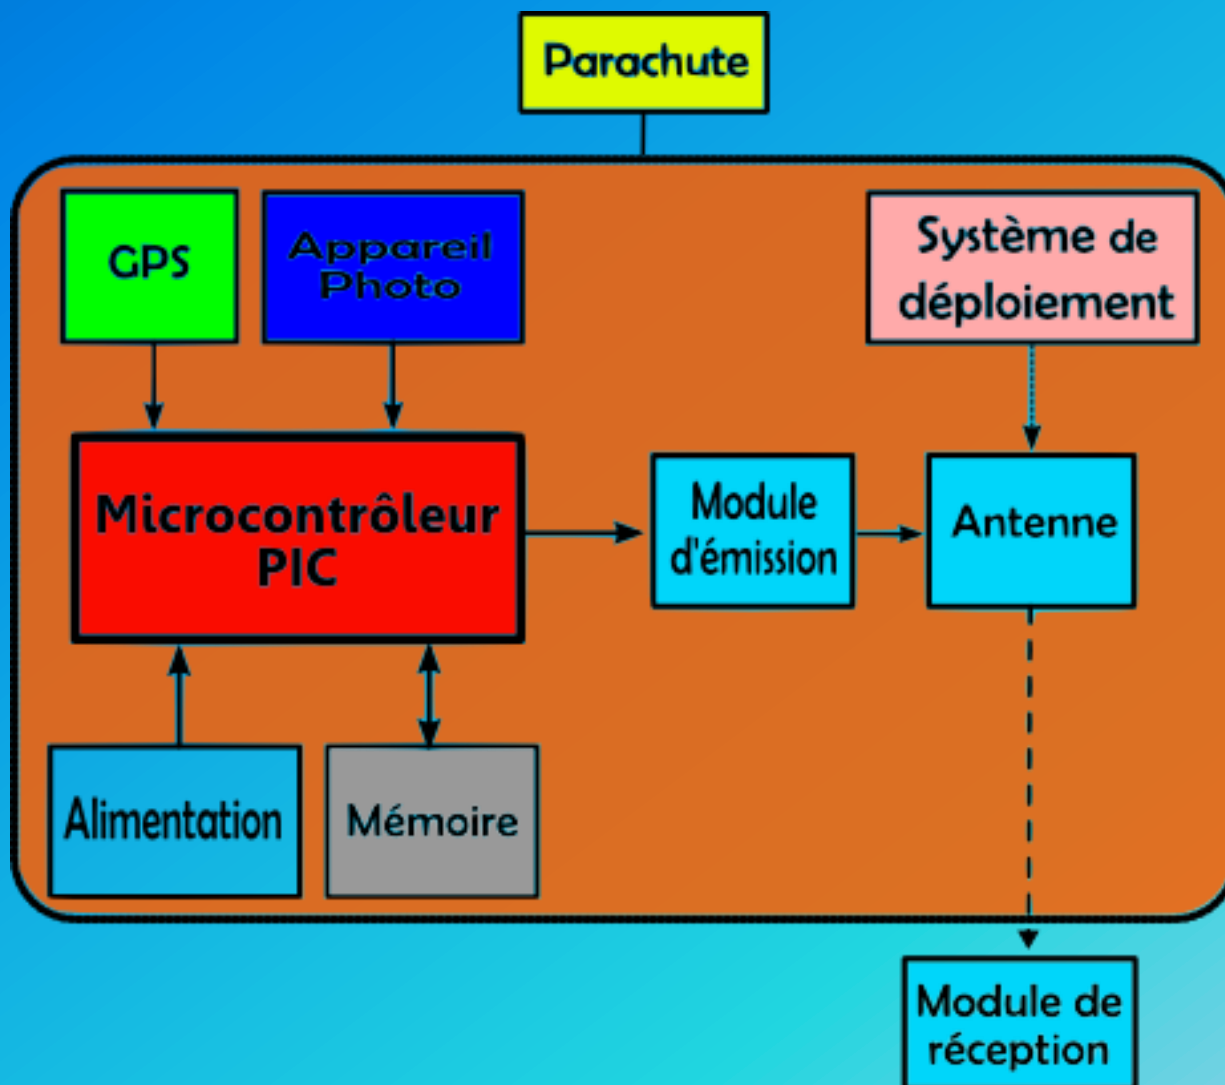 Parachute
GPS
Appareil
Photo
Système de
déploiement
Microcontrôleur
PIC
Module
d'émission
Antenne
Alimentation
Mémoire
Module de
réception